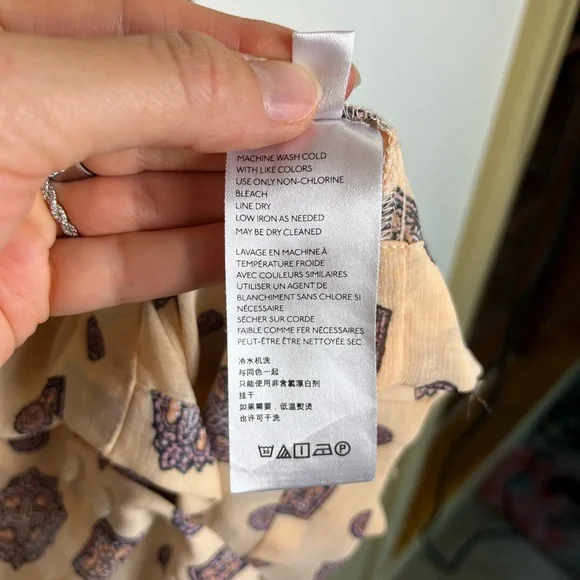 MACHINE WASH COLD
WITH LIKE COLORS
USE ONLY NON-CHLORINE
BLEACH
LINE DRY
LOW IRON AS NEEDED
MAY BE DRY CLEANED
LAVAGE EN MACHINE À
TEMPÉRATURE FROIDE
AVEC COULEURS SIMILAIRES
UTILISER UN AGENT DE
BLANCHIMENT SANS CHLORE SI
NÉCESSAIRE
SÉCHER SUR CORDE
FAIBLE COMME FER NÉCESSAIRES
PEUT-ÊTRE ÊTRE NETTOYÉE SEC
冷水机洗
与同色一起
只能使用非含氯漂白剂
挂干
如果需要，低温熨烫
也许可干洗
30 P